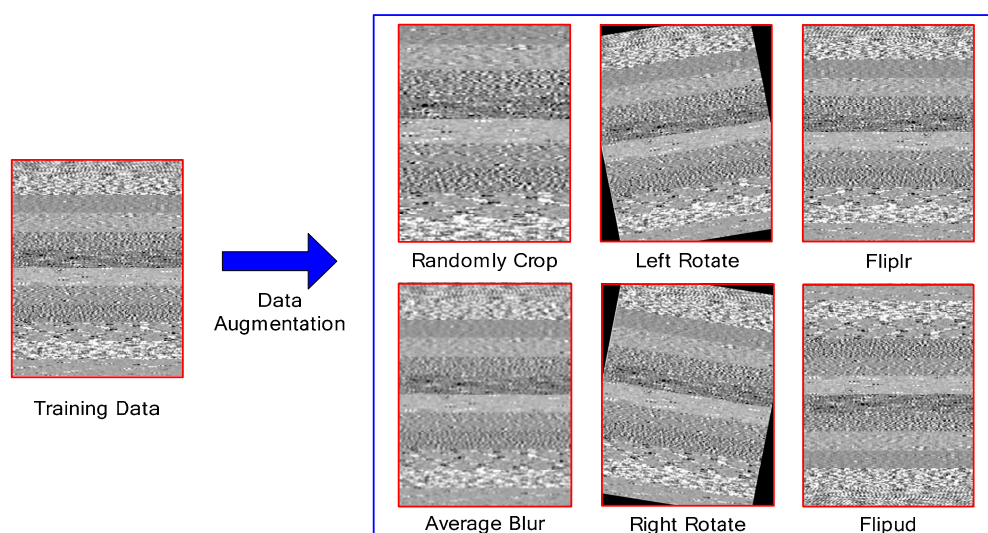 Training Data
Data
Augmentation
Randomly Crop
Left Rotate
Fliplr
Average Blur
Right Rotate
Flipud